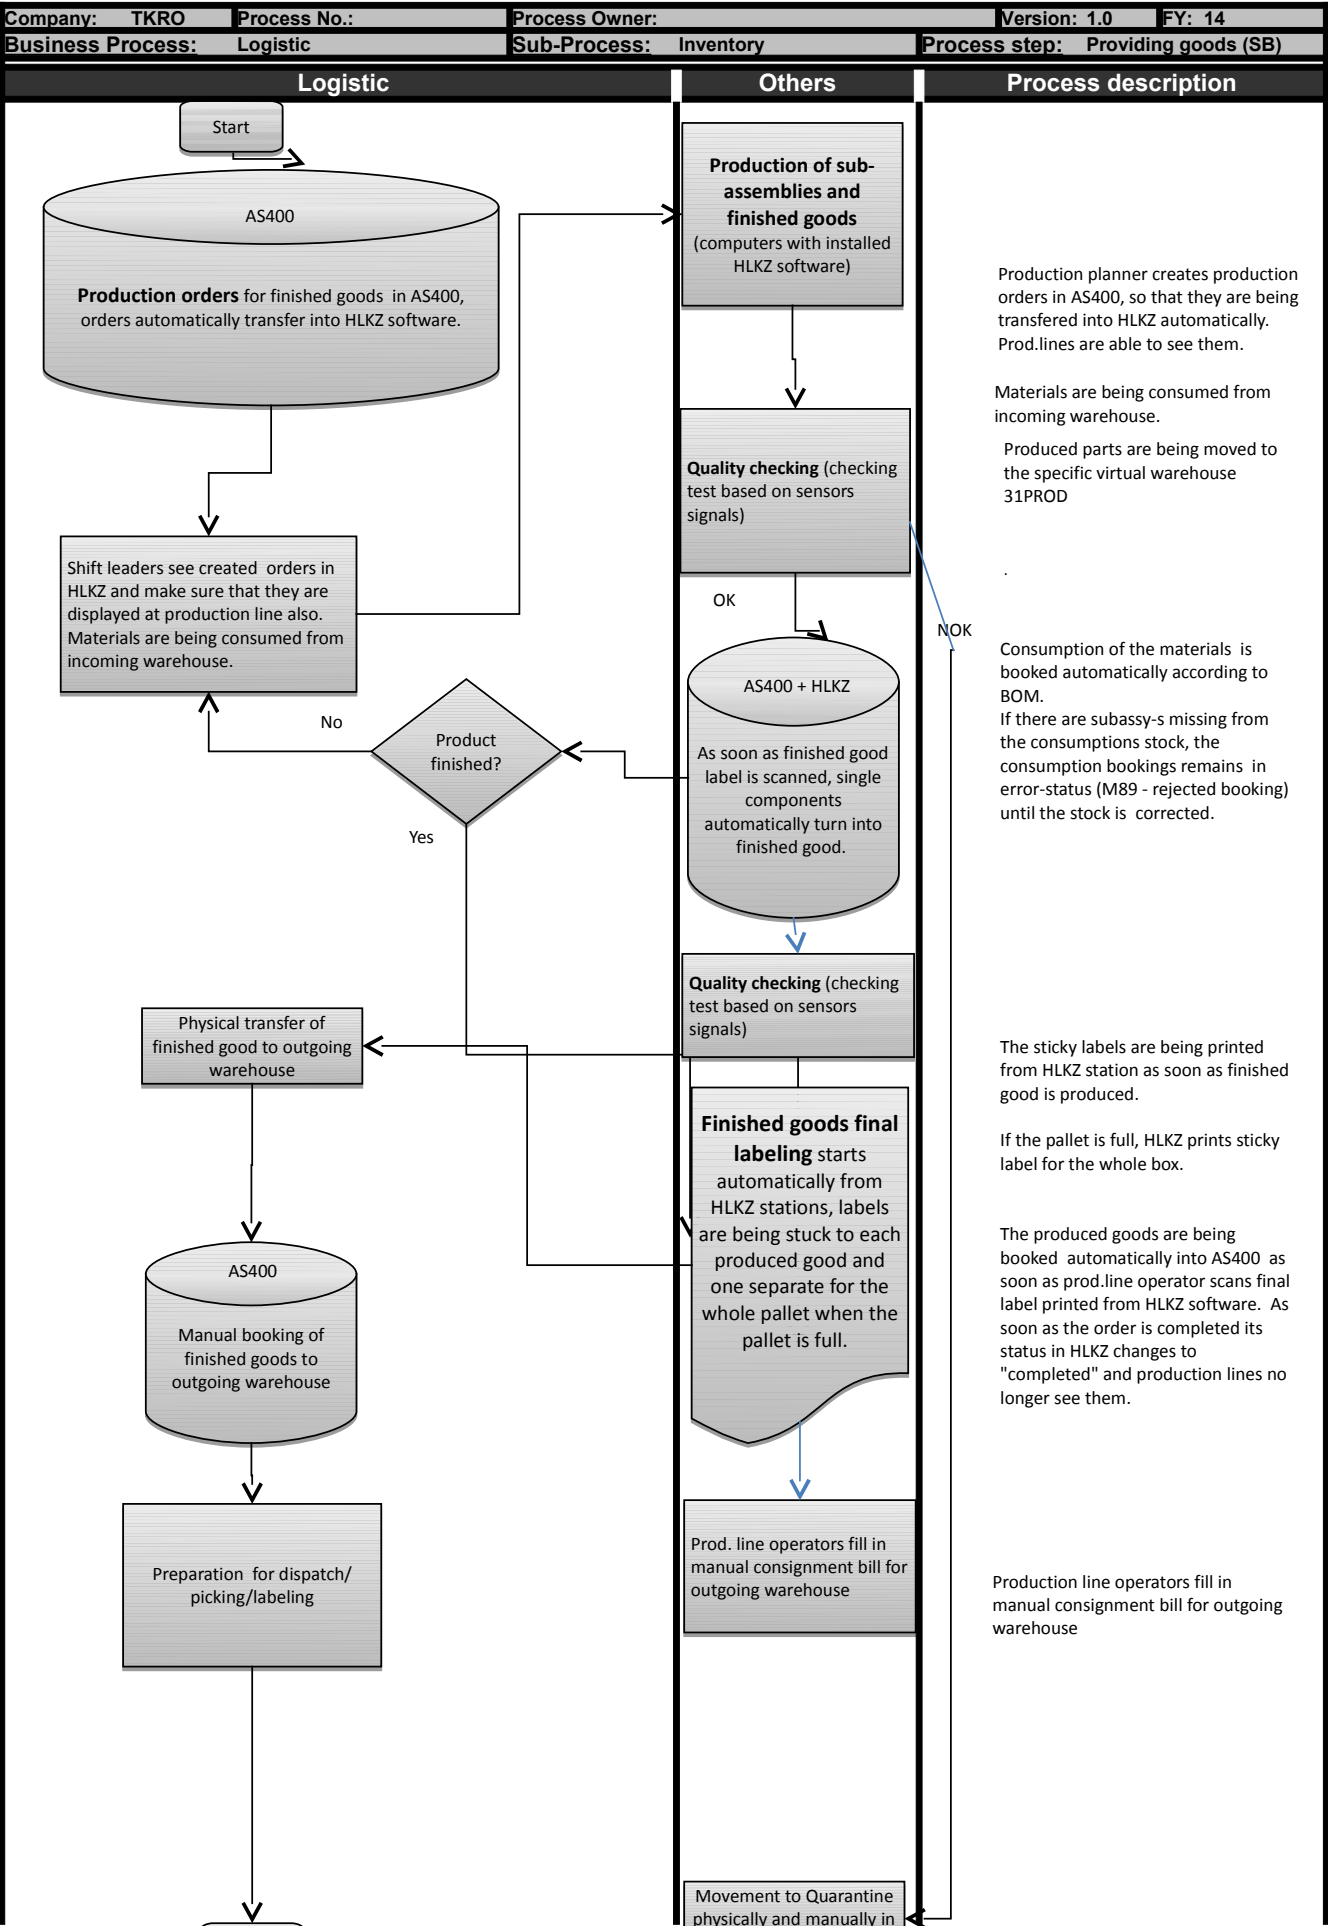 Company: TKRO Process No.: Process Owner: Version: 1.0 FY: 14
Business Process: Logistic Sub-Process: Inventory Process step: Providing goods (SB)
Logistic Others Process description
Start
AS400
Production orders for finished goods in AS400,
orders automatically transfer into HLKZ software.
Production of sub-
assemblies and
finished goods
(computers with installed
HLKZ software)
Production planner creates production
orders in AS400, so that they are being
transfered into HLKZ automatically.
Prod.lines are able to see them.
Materials are being consumed from
incoming warehouse.
Produced parts are being moved to
the specific virtual warehouse
31PROD
.
Quality checking (checking
test based on sensors
signals)
OK
NOK
Shift leaders see created orders in
HLKZ and make sure that they are
displayed at production line also.
Materials are being consumed from
incoming warehouse.
AS400 + HLKZ
As soon as finished good
label is scanned, single
components
automatically turn into
finished good.
No
Product
finished?
Yes
Consumption of the materials is
booked automatically according to
BOM.
If there are subassy-s missing from
the consumptions stock, the
consumption bookings remains in
error-status (M89 - rejected booking)
until the stock is corrected.
Quality checking (checking
test based on sensors
signals)
Physical transfer of
finished good to outgoing
warehouse
The sticky labels are being printed
from HLKZ station as soon as finished
good is produced.
If the pallet is full, HLKZ prints sticky
label for the whole box.
Finished goods final
labeling starts
automatically from
HLKZ stations, labels
are being stuck to each
produced good and
one separate for the
whole pallet when the
pallet is full.
AS400
Manual booking of
finished goods to
outgoing warehouse
The produced goods are being
booked automatically into AS400 as
soon as prod.line operator scans final
label printed from HLKZ software. As
soon as the order is completed its
status in HLKZ changes to
"completed" and production lines no
longer see them.
Preparation for dispatch/
picking/labeling
Prod. line operators fill in
manual consignment bill for
outgoing warehouse
Production line operators fill in
manual consignment bill for outgoing
warehouse
Movement to Quarantine
physically and manually in